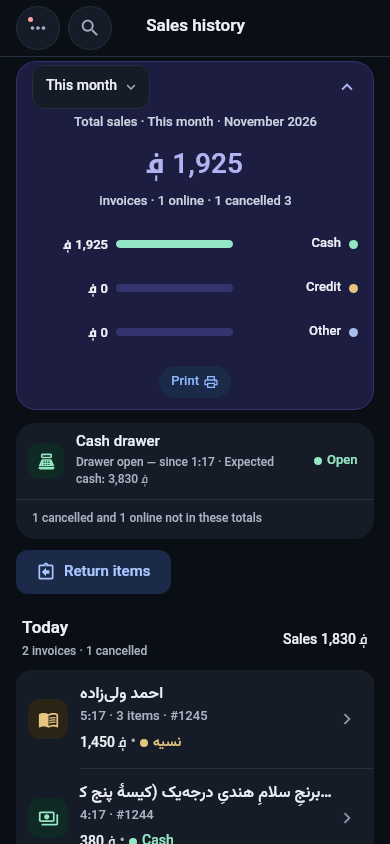 Sales history
This month
Total sales · This month · November 2026
؋ 1,925
invoices · 1 online · 1 cancelled 3
؋ 1,925 Cash
؋ 0 Credit
؋ 0 Other
Print
Cash drawer
Drawer open — since 1:17 · Expected
cash: 3,830 ؋
Open
1 cancelled and 1 online not in these totals
Return items
Today
Sales 1,830 ؋
2 invoices · 1 cancelled
احمد ولی‌زاده
5:17 · 3 items · #1245
1,450 ؋ • نسیه
برنجِ سلامِ هندیِ درجه‌یک (کیسهٔ پنج ک...
4:17 · #1244
380 ؋ • Cash